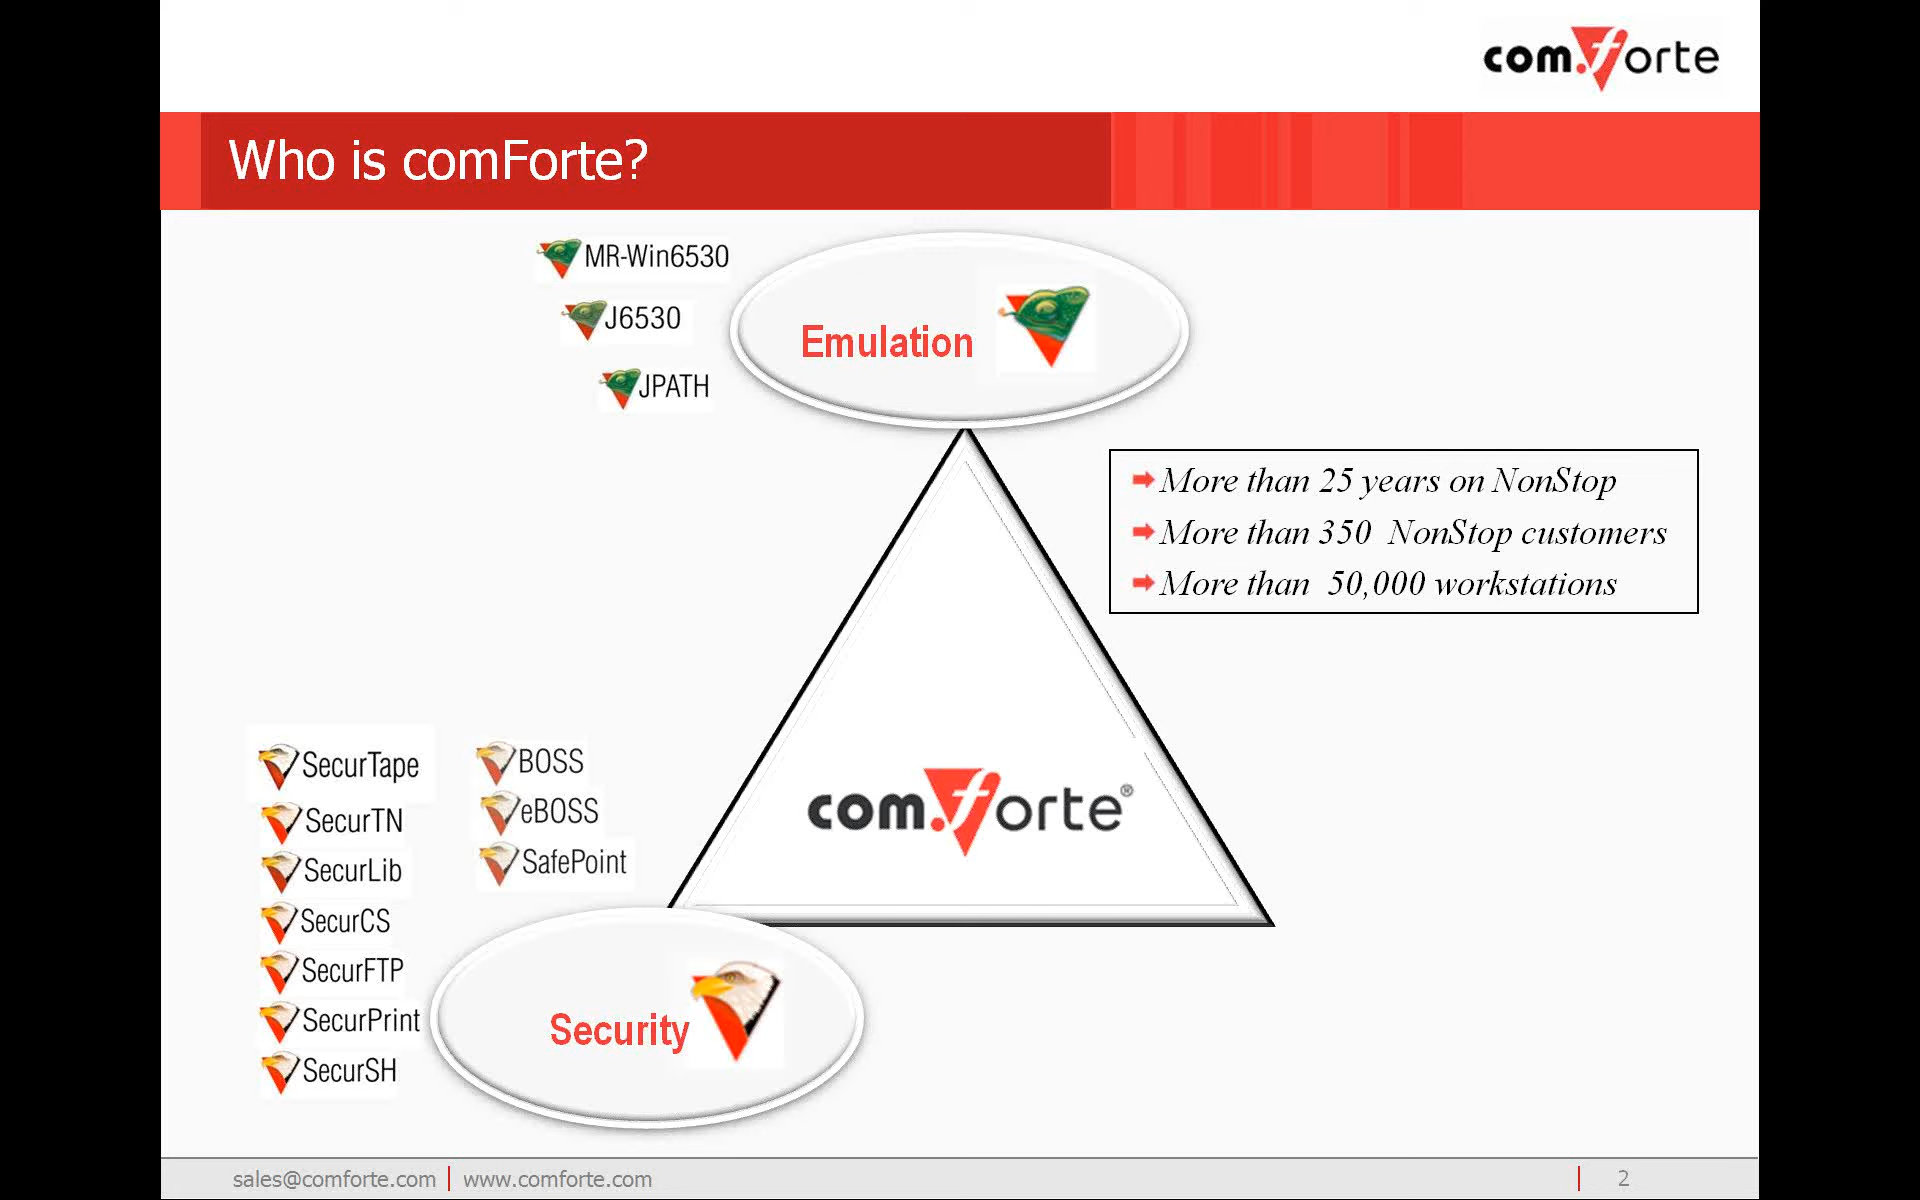 com.forte
Who is comForte?
MR-Win6530
J6530
JPATH
Emulation
More than 25 years on NonStop
More than 350 NonStop customers
More than 50,000 workstations
SecurTape
SecurTN
SecurLib
SecurCS
SecurFTP
SecurPrint
SecurSH
BOSS
eBOSS
SafePoint
com.forte®
Security
sales@comforte.com | www.comforte.com
2